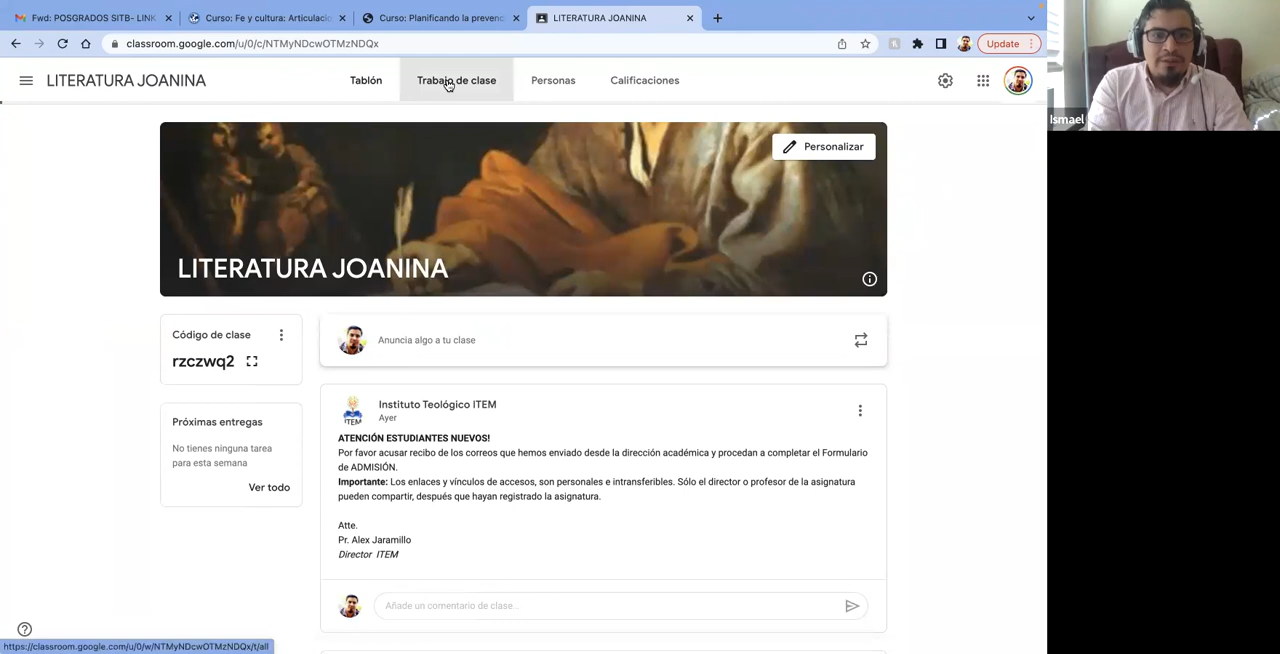 Fwd: POSGRADOS SITB- LINK
Curso: Fe y cultura: Articulacio
Curso: Planificando la prevenc
LITERATURA JOANINA
classroom.google.com/u/0/c/NTMyNDcwOTMzNDQx
Update
LITERATURA JOANINA
Tablón
Trabajo de clase
Personas
Calificaciones
Ismael
Personalizar
LITERATURA JOANINA
Código de clase
rzczwq2
Anuncia algo a tu clase
Próximas entregas
No tienes ninguna tarea
para esta semana
Ver todo
ITEM
Instituto Teológico ITEM
Ayer
ATENCIÓN ESTUDIANTES NUEVOS!
Por favor acusar recibo de los correos que hemos enviado desde la dirección académica y procedan a completar el Formulario
de ADMISIÓN.
Importante: Los enlaces y vínculos de accesos, son personales e intransferibles. Sólo el director o profesor de la asignatura
pueden compartir, después que hayan registrado la asignatura.
Atte.
Pr. Alex Jaramillo
Director ITEM
Añade un comentario de clase...
https://classroom.google.com/u/0/w/NTMyNDcwOTMzNDQx/t/all